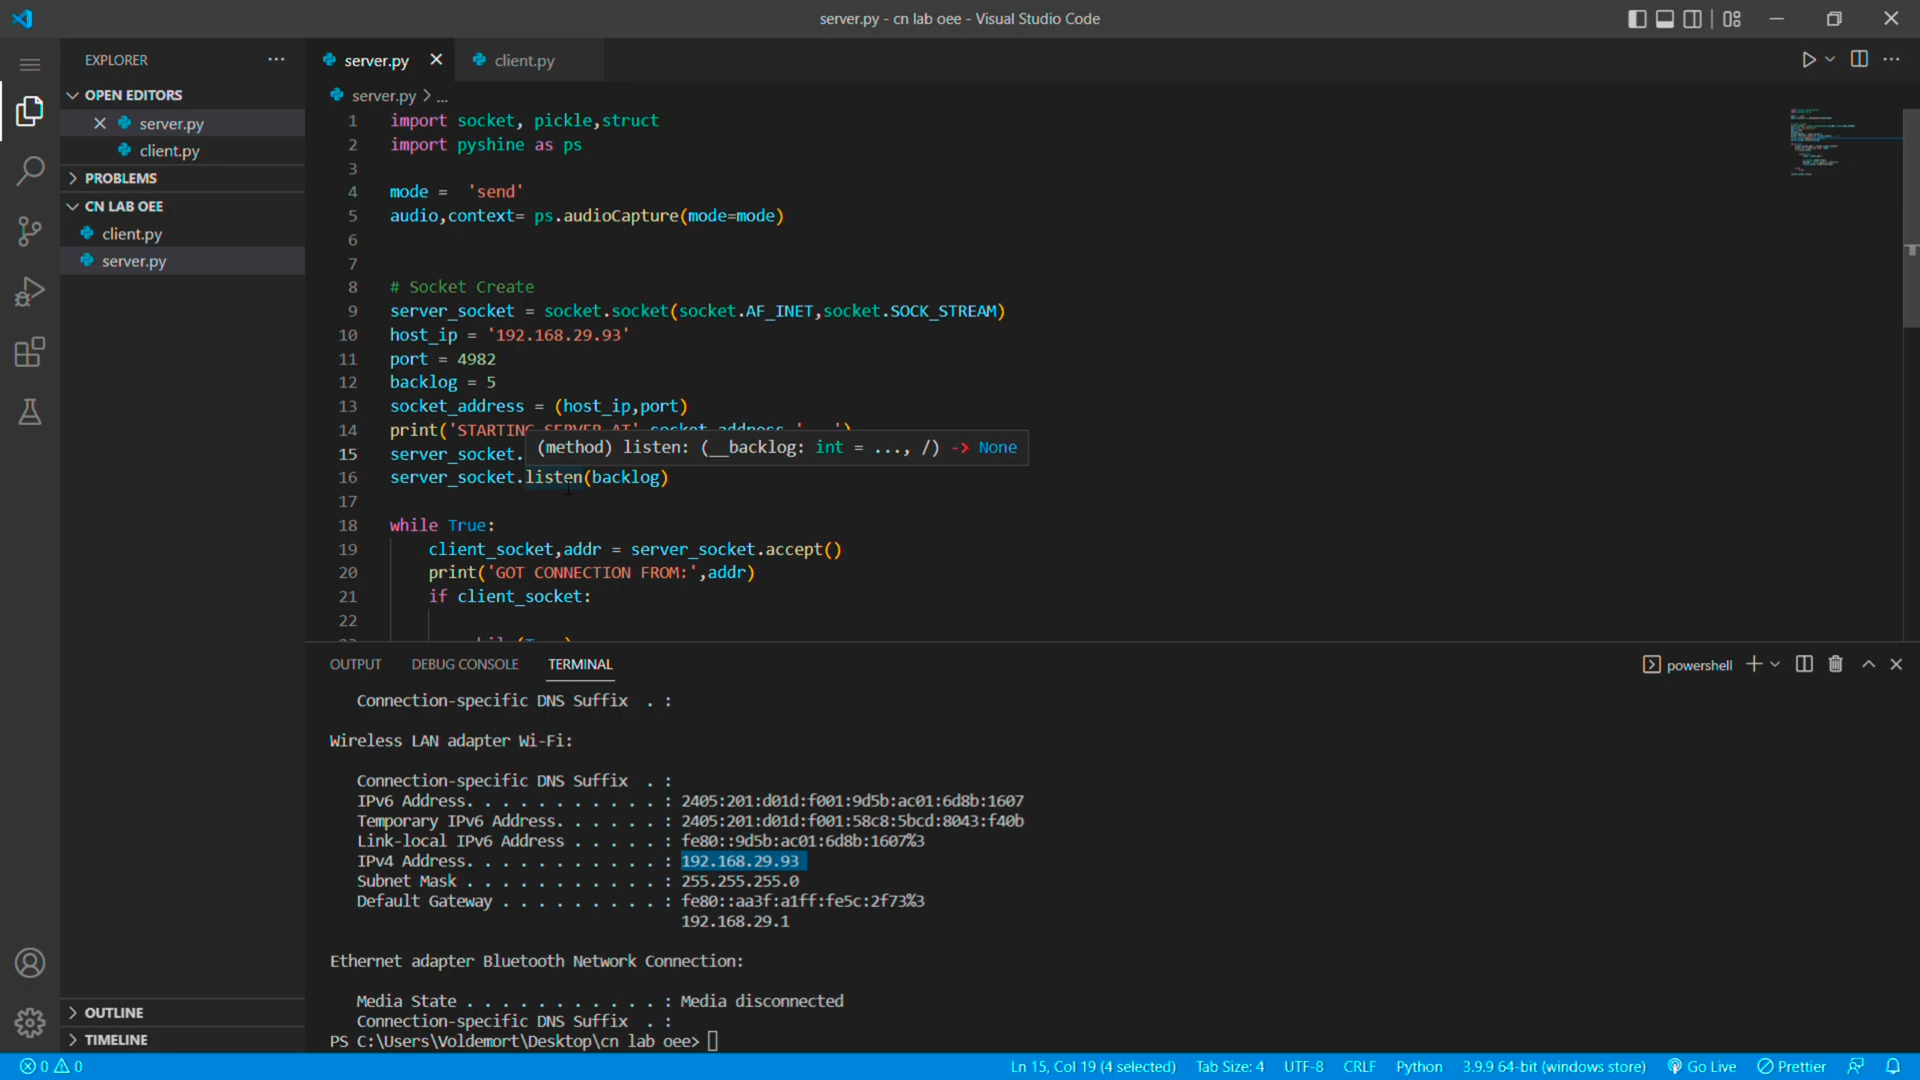 server.py - cn lab oee - Visual Studio Code
EXPLORER
OPEN EDITORS
server.py
client.py
PROBLEMS
CN LAB OEE
client.py
server.py
OUTLINE
TIMELINE
server.py
client.py
server.py > ...
1 import socket, pickle,struct
2 import pyshine as ps
3
4 mode =  'send'
5 audio,context= ps.audioCapture(mode=mode)
6
7
8 # Socket Create
9 server_socket = socket.socket(socket.AF_INET,socket.SOCK_STREAM)
10 host_ip = '192.168.29.93'
11 port = 4982
12 backlog = 5
13 socket_address = (host_ip,port)
14 print('STARTING SERVER AT',socket_address,'...')
(method) listen: (__backlog: int = ..., /) -> None
15 server_socket.
16 server_socket.listen(backlog)
17
18 while True:
19 client_socket,addr = server_socket.accept()
20 print('GOT CONNECTION FROM:',addr)
21 if client_socket:
22
OUTPUT DEBUG CONSOLE TERMINAL
powershell
Connection-specific DNS Suffix  . :
Wireless LAN adapter Wi-Fi:
Connection-specific DNS Suffix  . :
IPv6 Address. . . . . . . . . . . : 2405:201:d01d:f001:9d5b:ac01:6d8b:1607
Temporary IPv6 Address. . . . . . : 2405:201:d01d:f001:58c8:5bcd:8043:f40b
Link-local IPv6 Address . . . . . : fe80::9d5b:ac01:6d8b:1607%3
IPv4 Address. . . . . . . . . . . : 192.168.29.93
Subnet Mask . . . . . . . . . . . : 255.255.255.0
Default Gateway . . . . . . . . . : fe80::aa3f:a1ff:fe5c:2f73%3
192.168.29.1
Ethernet adapter Bluetooth Network Connection:
Media State . . . . . . . . . . . : Media disconnected
Connection-specific DNS Suffix  . :
PS C:\Users\Voldemort\Desktop\cn lab oee>
0 0 Ln 15, Col 19 (4 selected) Tab Size: 4 UTF-8 CRLF Python 3.9.9 64-bit (windows store) Go Live Prettier